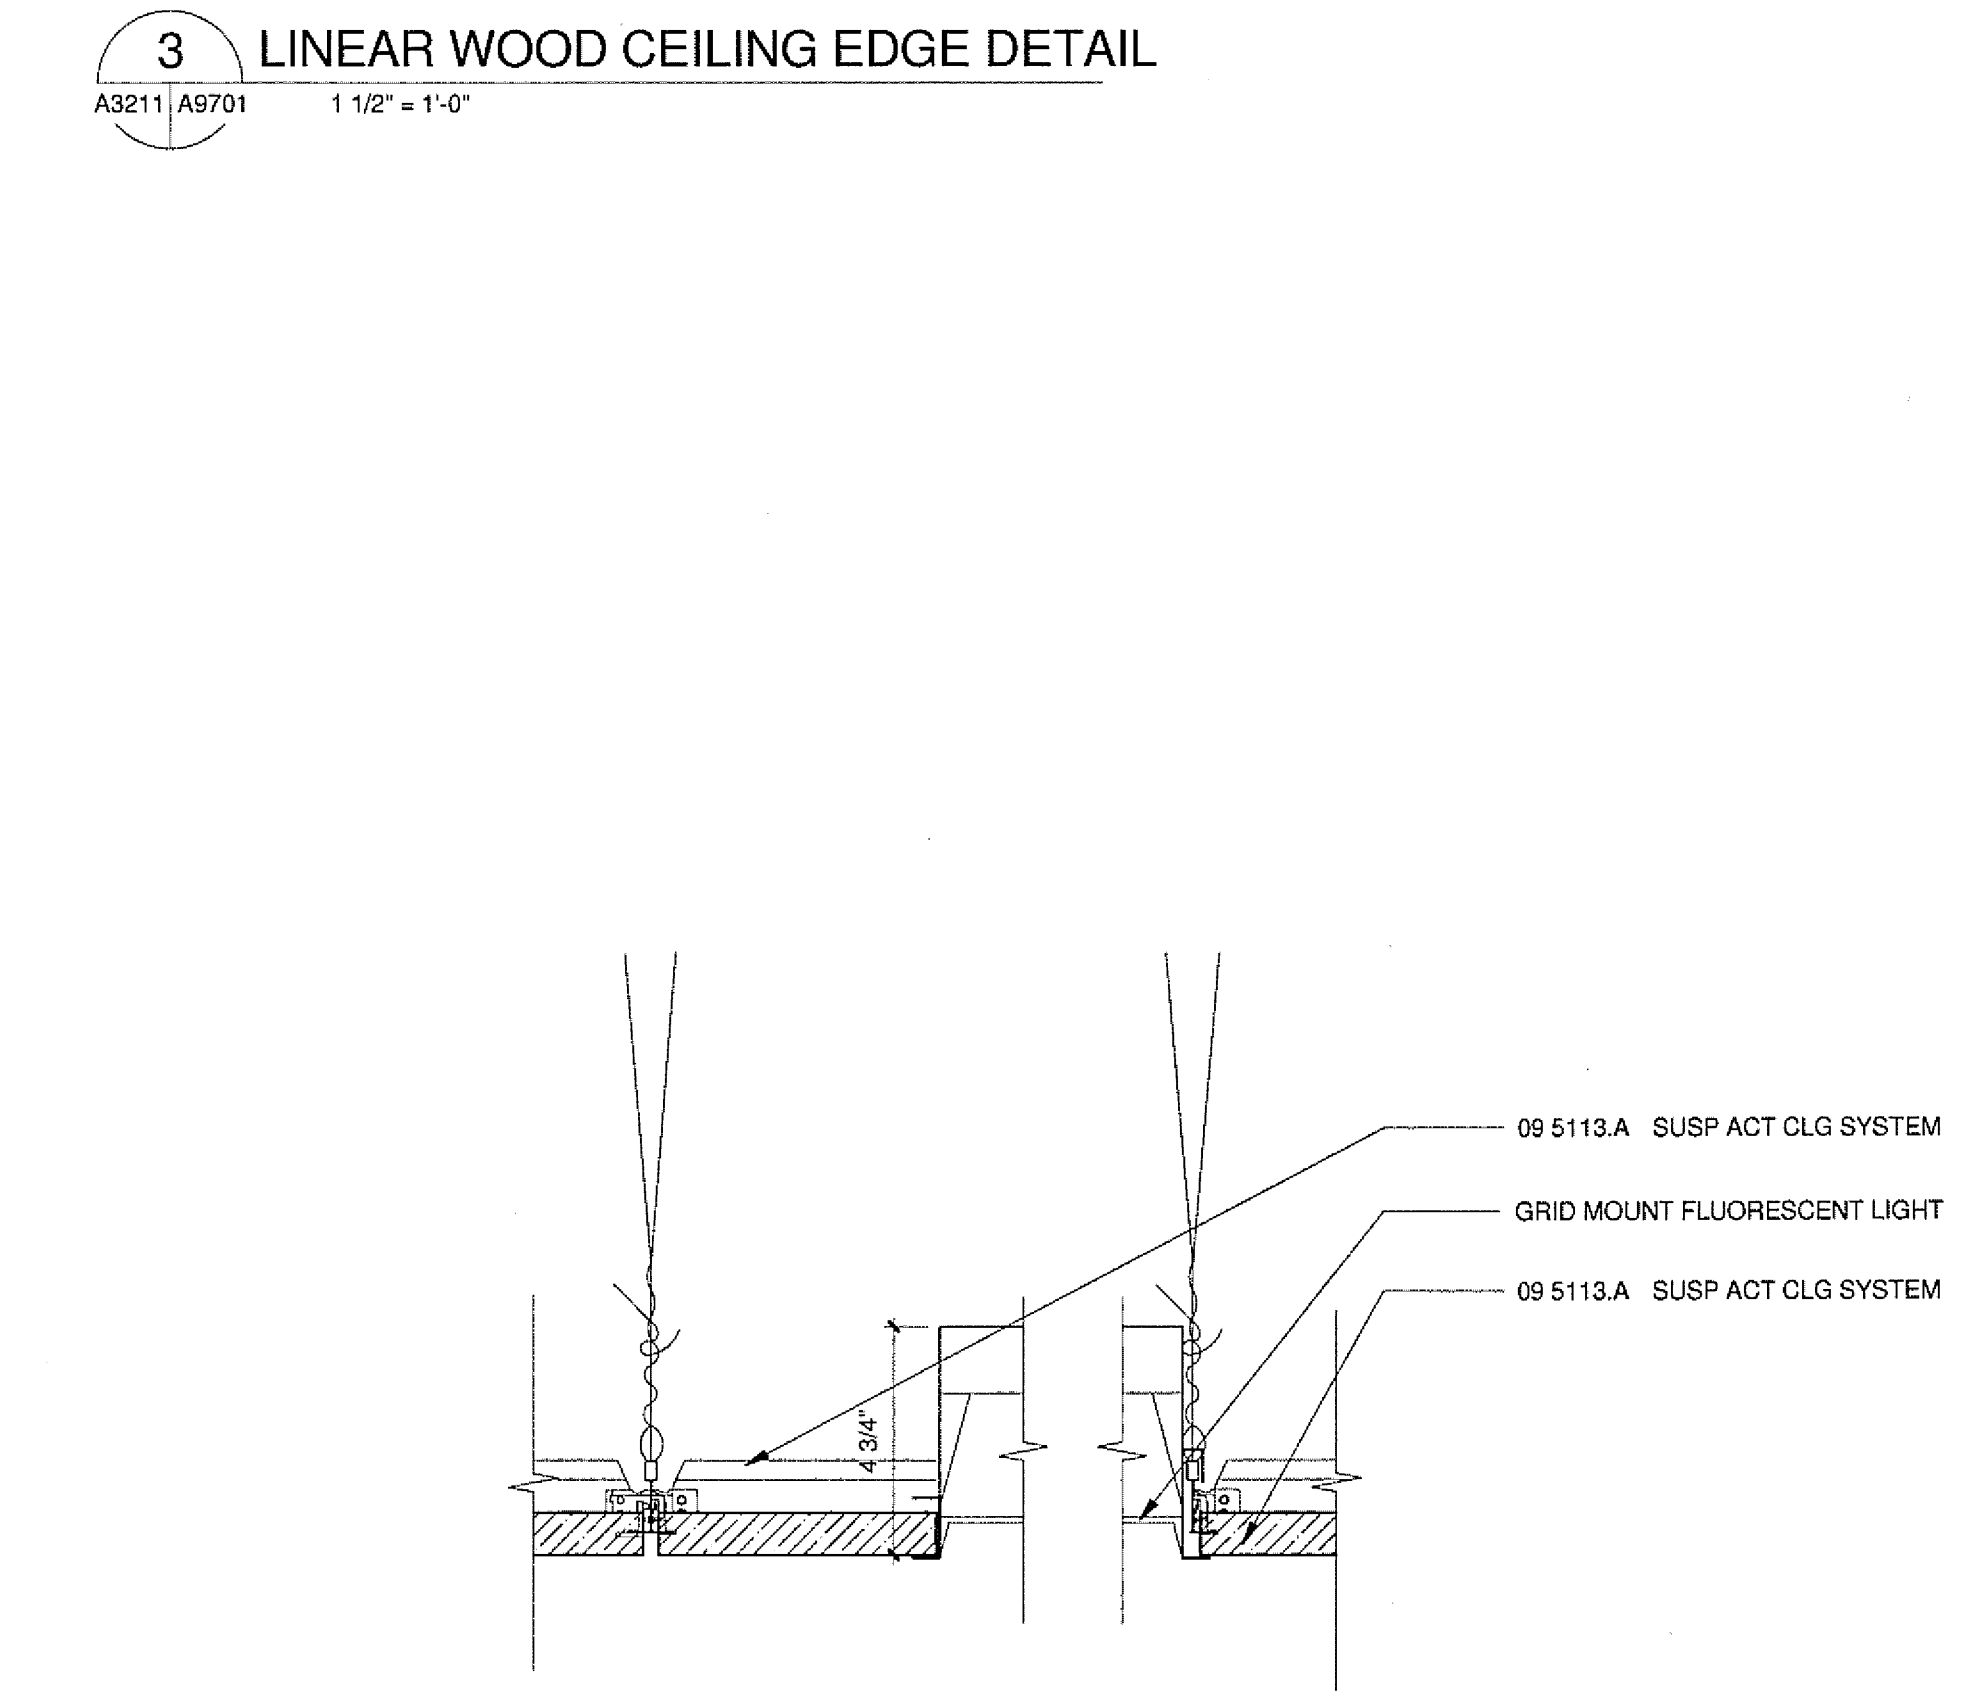 3 LINEAR WOOD CEILING EDGE DETAIL
A3211 A9701 1 1/2" = 1'-0"
09 5113.A SUSP ACT CLG SYSTEM
GRID MOUNT FLUORESCENT LIGHT
09 5113.A SUSP ACT CLG SYSTEM
4 3/4"